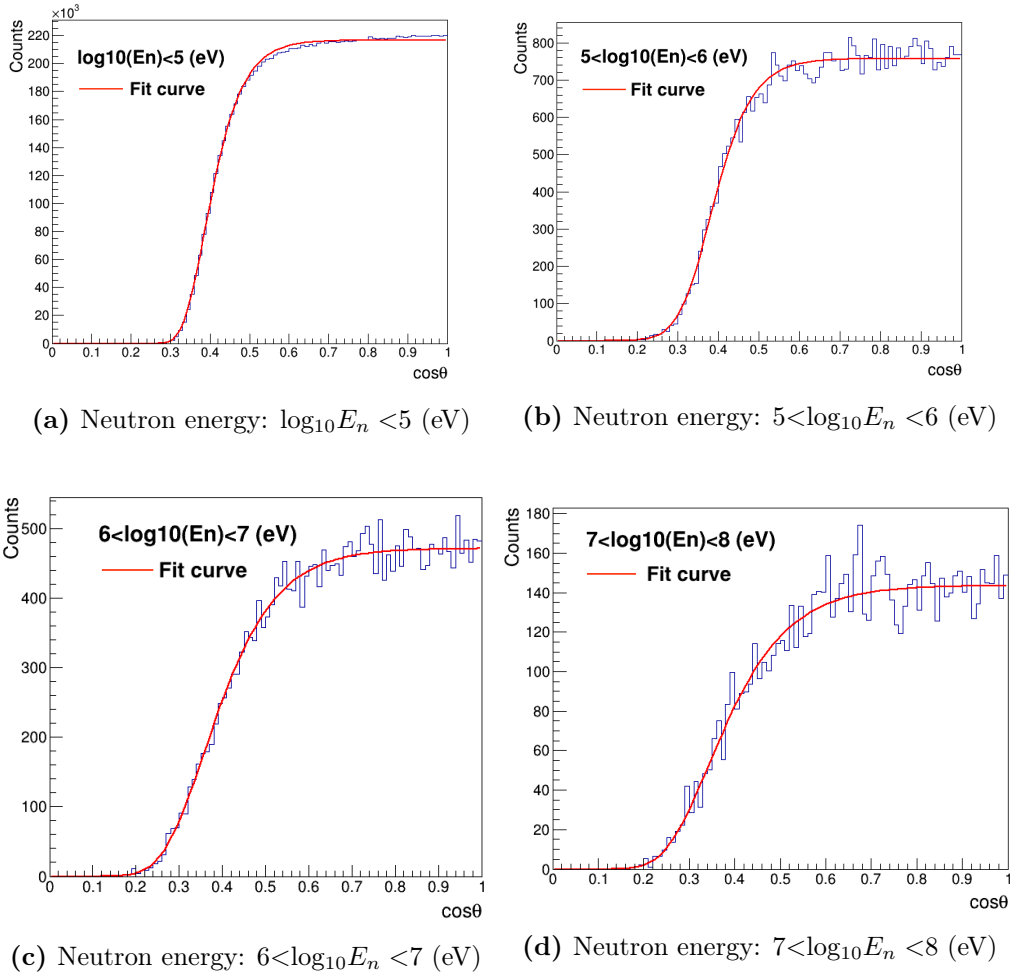 ×10³
Counts
220
200
180
160
140
120
100
80
60
40
20
0
log10(En)<5 (eV)
Fit curve
0 0.1 0.2 0.3 0.4 0.5 0.6 0.7 0.8 0.9 1
cosθ
(a) Neutron energy: log₁₀Eₙ <5 (eV)
Counts
800
700
600
500
400
300
200
100
0
5<log10(En)<6 (eV)
Fit curve
0 0.1 0.2 0.3 0.4 0.5 0.6 0.7 0.8 0.9 1
cosθ
(b) Neutron energy: 5<log₁₀Eₙ <6 (eV)
Counts
500
400
300
200
100
0
6<log10(En)<7 (eV)
Fit curve
0 0.1 0.2 0.3 0.4 0.5 0.6 0.7 0.8 0.9 1
cosθ
(c) Neutron energy: 6<log₁₀Eₙ <7 (eV)
Counts
180
160
140
120
100
80
60
40
20
0
7<log10(En)<8 (eV)
Fit curve
0 0.1 0.2 0.3 0.4 0.5 0.6 0.7 0.8 0.9 1
cosθ
(d) Neutron energy: 7<log₁₀Eₙ <8 (eV)